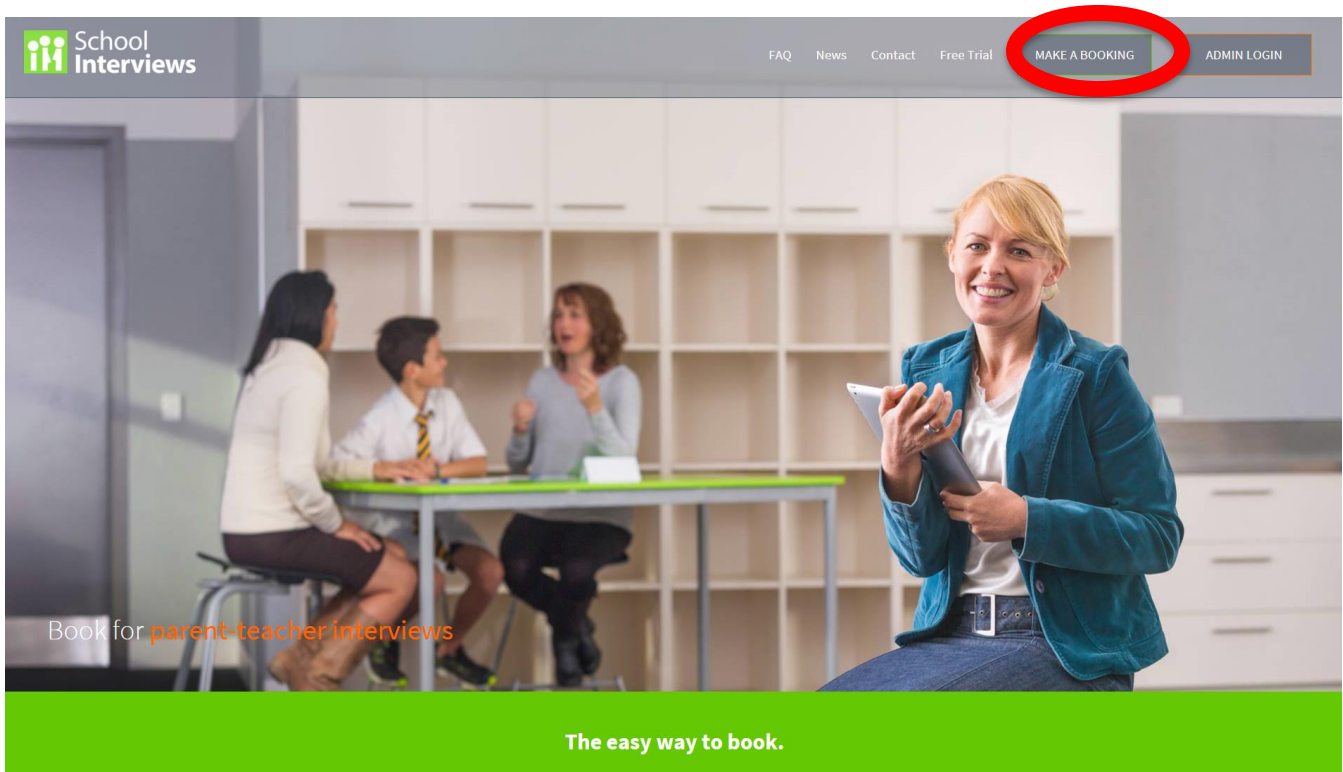 School
Interviews
FAQ News Contact Free Trial MAKE A BOOKING ADMIN LOGIN
Book for parent-teacher interviews
The easy way to book.